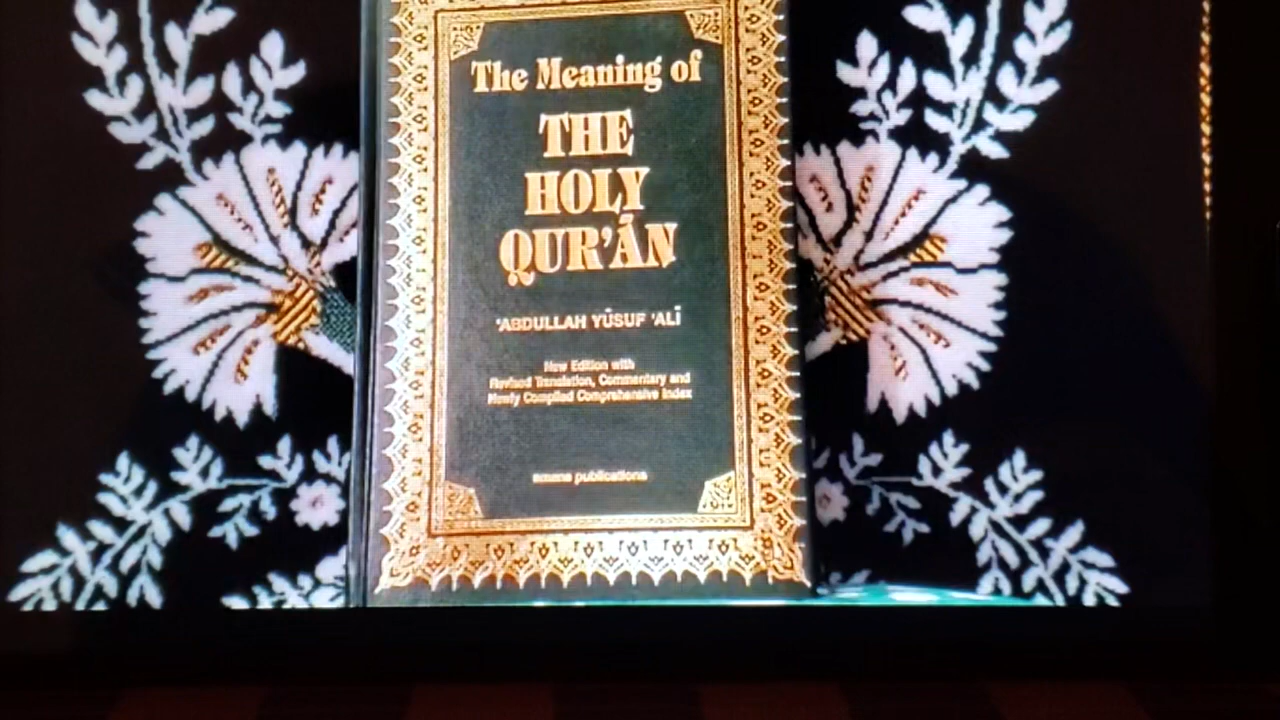 The Meaning of
THE
HOLY
QUR'ĀN
'ABDULLAH YŪSUF 'ALĪ
New Edition with
Revised Translation, Commentary and
Newly Compiled Comprehensive Index
amana publications